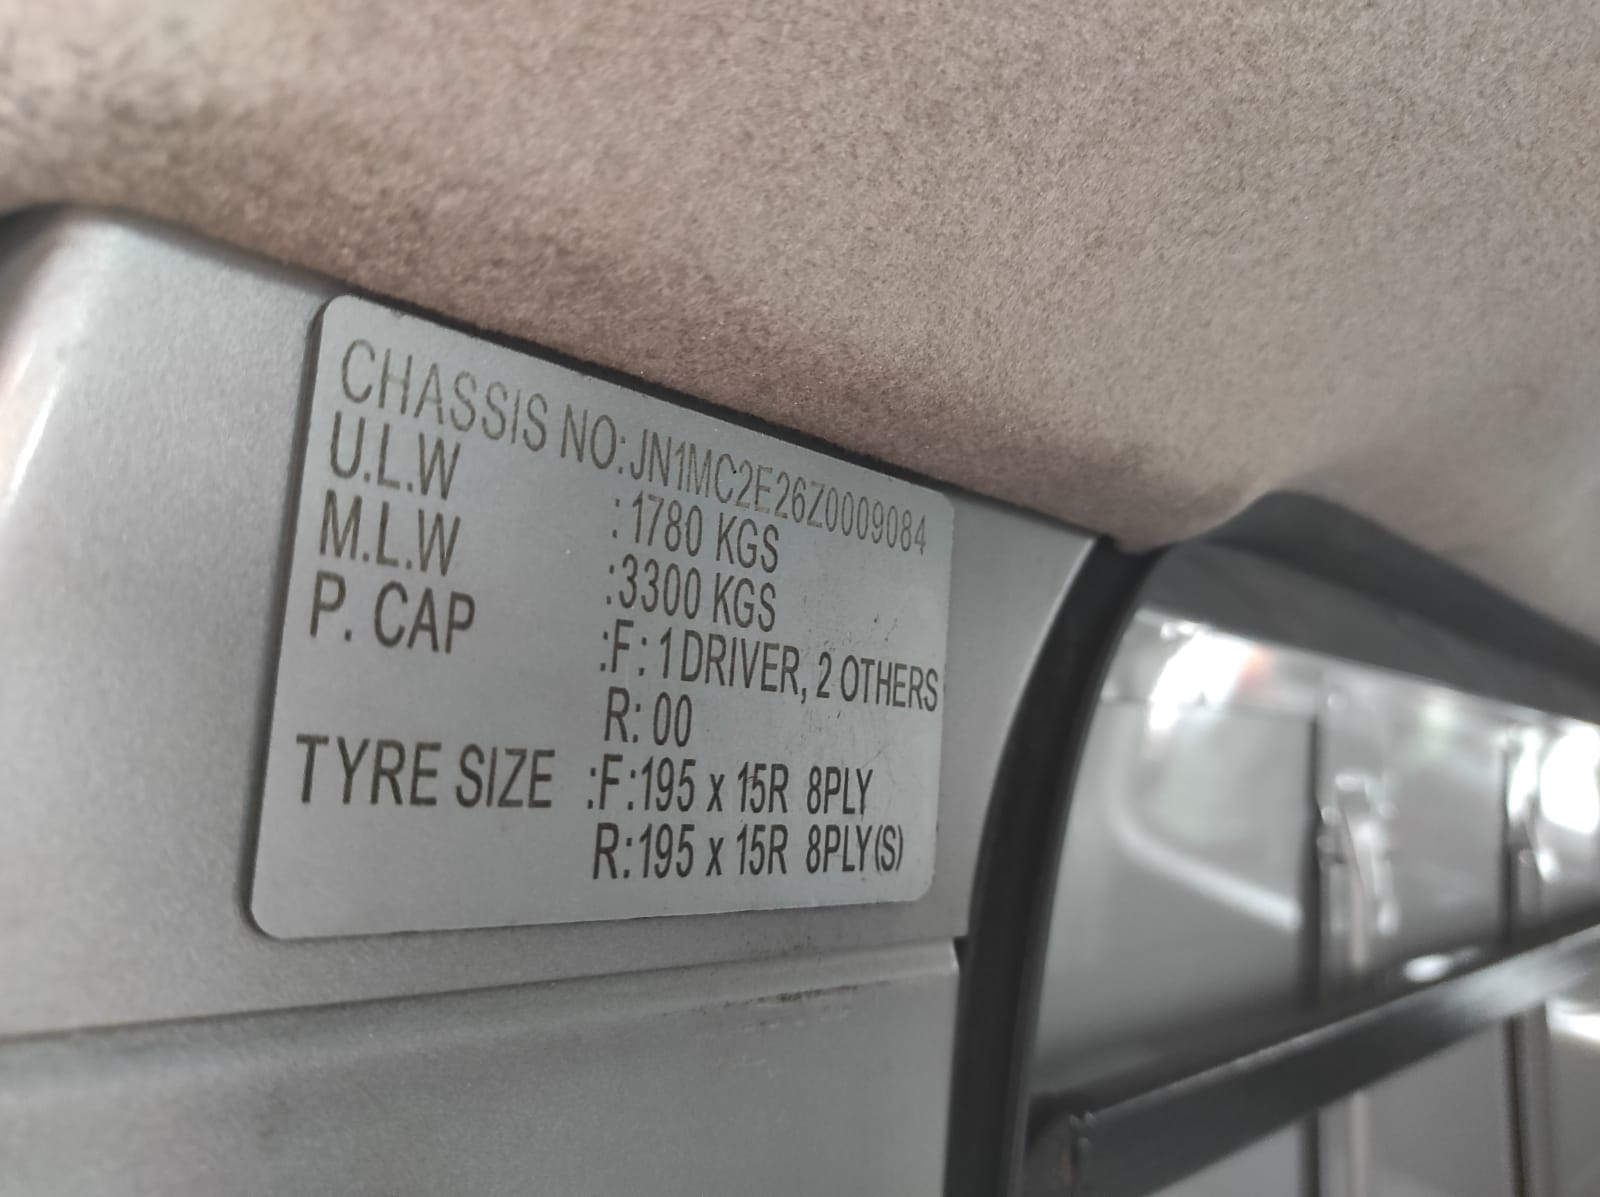 CHASSIS NO:JN1MC2E26Z0009084
U.L.W :1780 KGS
M.L.W :3300 KGS
P. CAP :F: 1 DRIVER, 2 OTHERS
R: 00
TYRE SIZE :F:195 x 15R 8PLY
R:195 x 15R 8PLY(S)